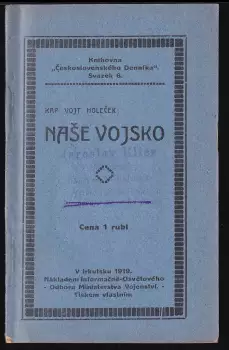 Knihovna
„Československého Denníku“.
Svazek 6.
KAP. VOJT. HOLEČEK.
NAŠE VOJSKO
Jaroslav
Cena 1 rubl
V Irkutsku 1919.
Nákladem Informačně-Osvětového
- Odboru Ministerstva Vojenství. -
Tiskem vlastním